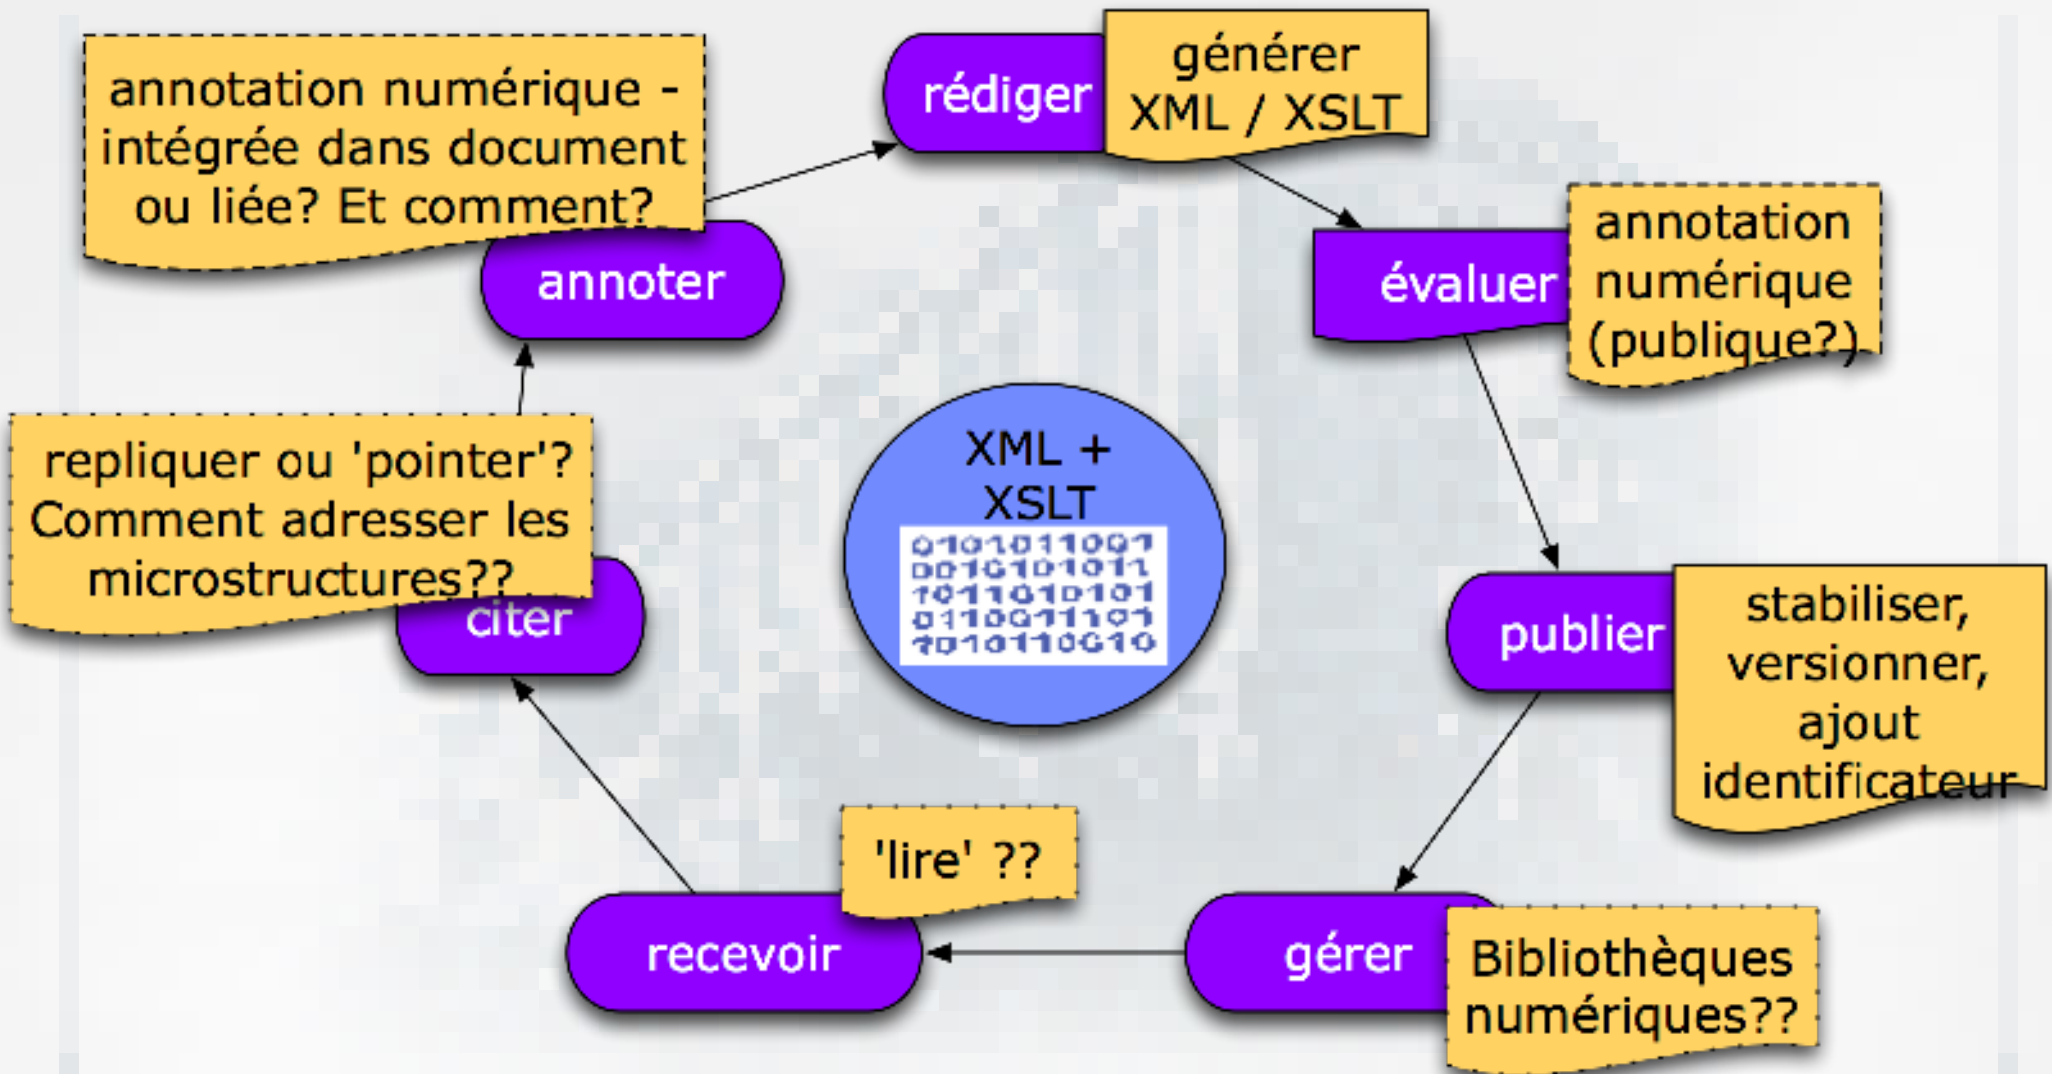 annotation numérique -
intégrée dans document
ou liée? Et comment?
rédiger
générer
XML / XSLT
annotation
numérique
(publique?)
évaluer
annoter
repliquer ou 'pointer'?
Comment adresser les
microstructures??
citer
XML +
XSLT
publier
stabiliser,
versionner,
ajout
identificateur
'lire' ??
recevoir
gérer
Bibliothèques
numériques??